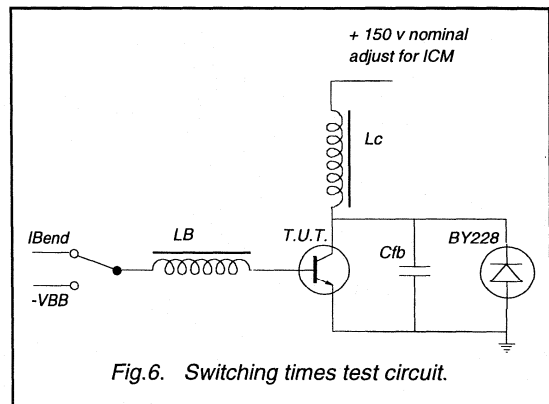 + 150 v nominal
adjust for ICM
Lc
IBend
LB
T.U.T.
Cfb
BY228
-VBB
Fig.6. Switching times test circuit.